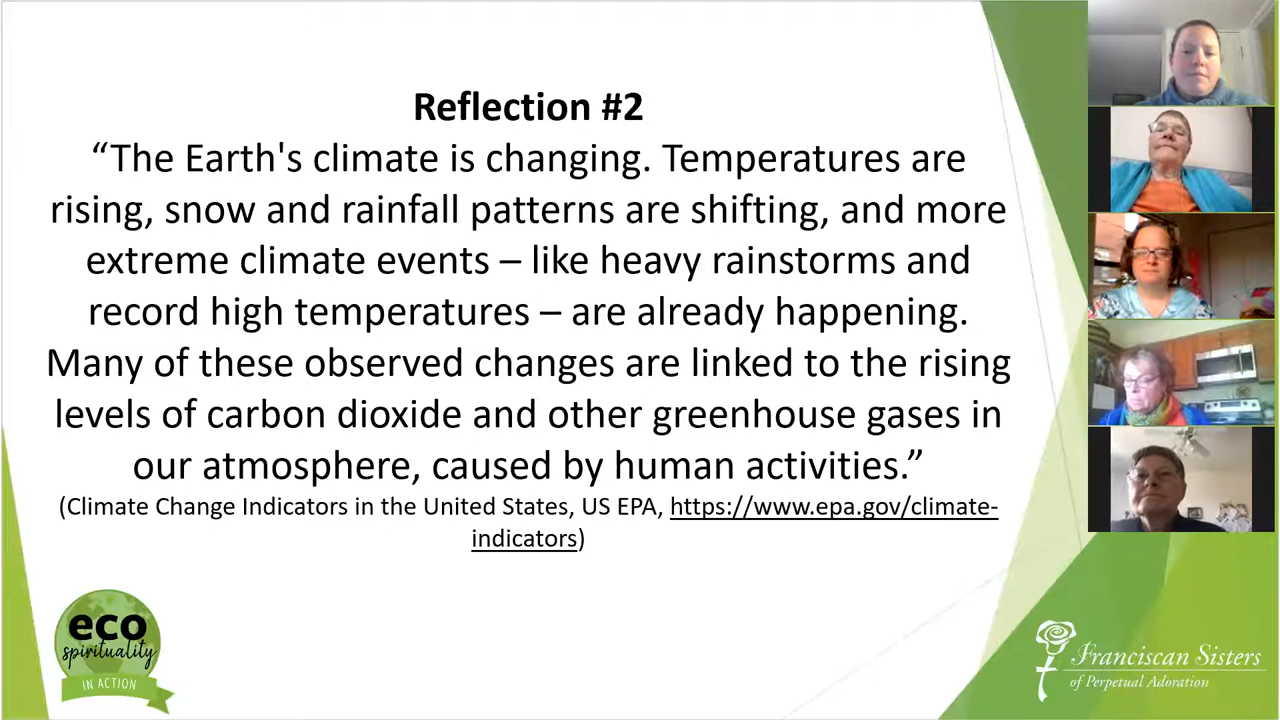 Reflection #2
“The Earth's climate is changing. Temperatures are
rising, snow and rainfall patterns are shifting, and more
extreme climate events – like heavy rainstorms and
record high temperatures – are already happening.
Many of these observed changes are linked to the rising
levels of carbon dioxide and other greenhouse gases in
our atmosphere, caused by human activities.”
(Climate Change Indicators in the United States, US EPA, https://www.epa.gov/climate-
indicators)
eco
spirituality
IN ACTION
Franciscan Sisters
of Perpetual Adoration